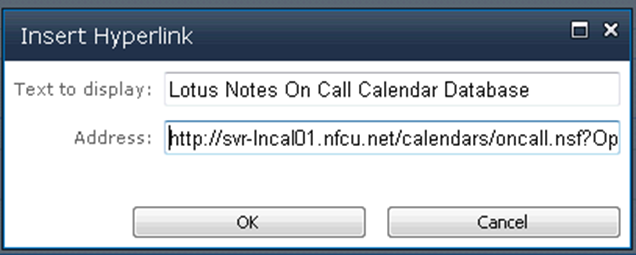 Insert Hyperlink
Text to display: Lotus Notes On Call Calendar Database
Address: http://svr-lncal01.nfcu.net/calendars/oncall.nsf?Op
OK Cancel